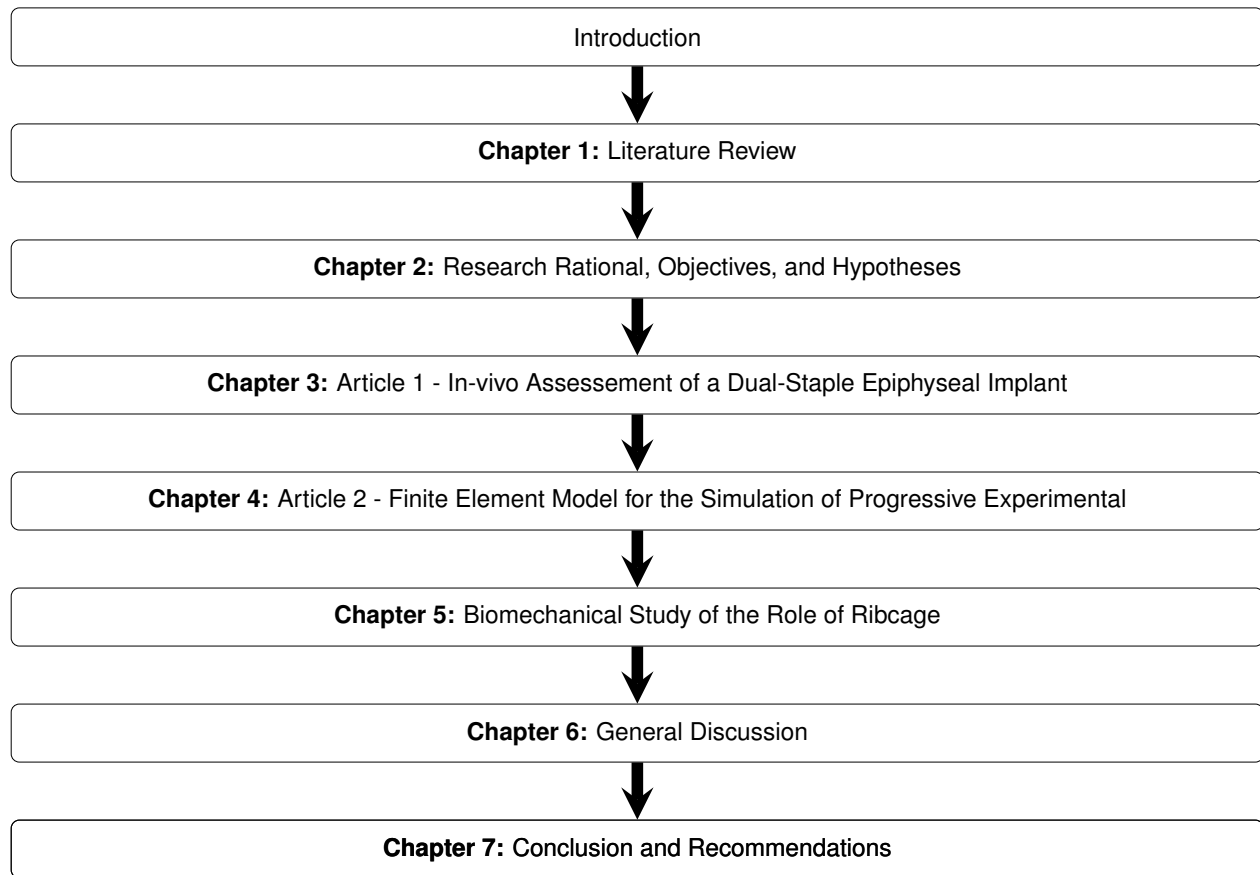 Introduction
Chapter 1: Literature Review
Chapter 2: Research Rational, Objectives, and Hypotheses
Chapter 3: Article 1 - In-vivo Assessement of a Dual-Staple Epiphyseal Implant
Chapter 4: Article 2 - Finite Element Model for the Simulation of Progressive Experimental
Chapter 5: Biomechanical Study of the Role of Ribcage
Chapter 6: General Discussion
Chapter 7: Conclusion and Recommendations